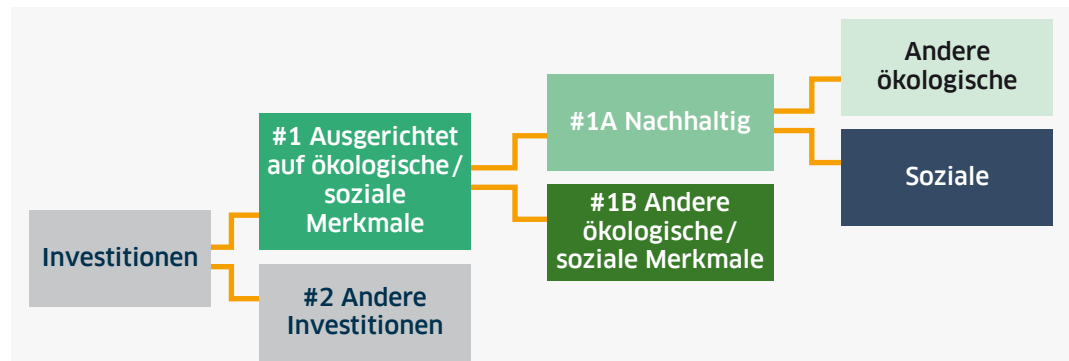 Investitionen
#1 Ausgerichtet
auf ökologische/
soziale
Merkmale
#2 Andere
Investitionen
#1A Nachhaltig
#1B Andere
ökologische/
soziale Merkmale
Andere
ökologische
Soziale